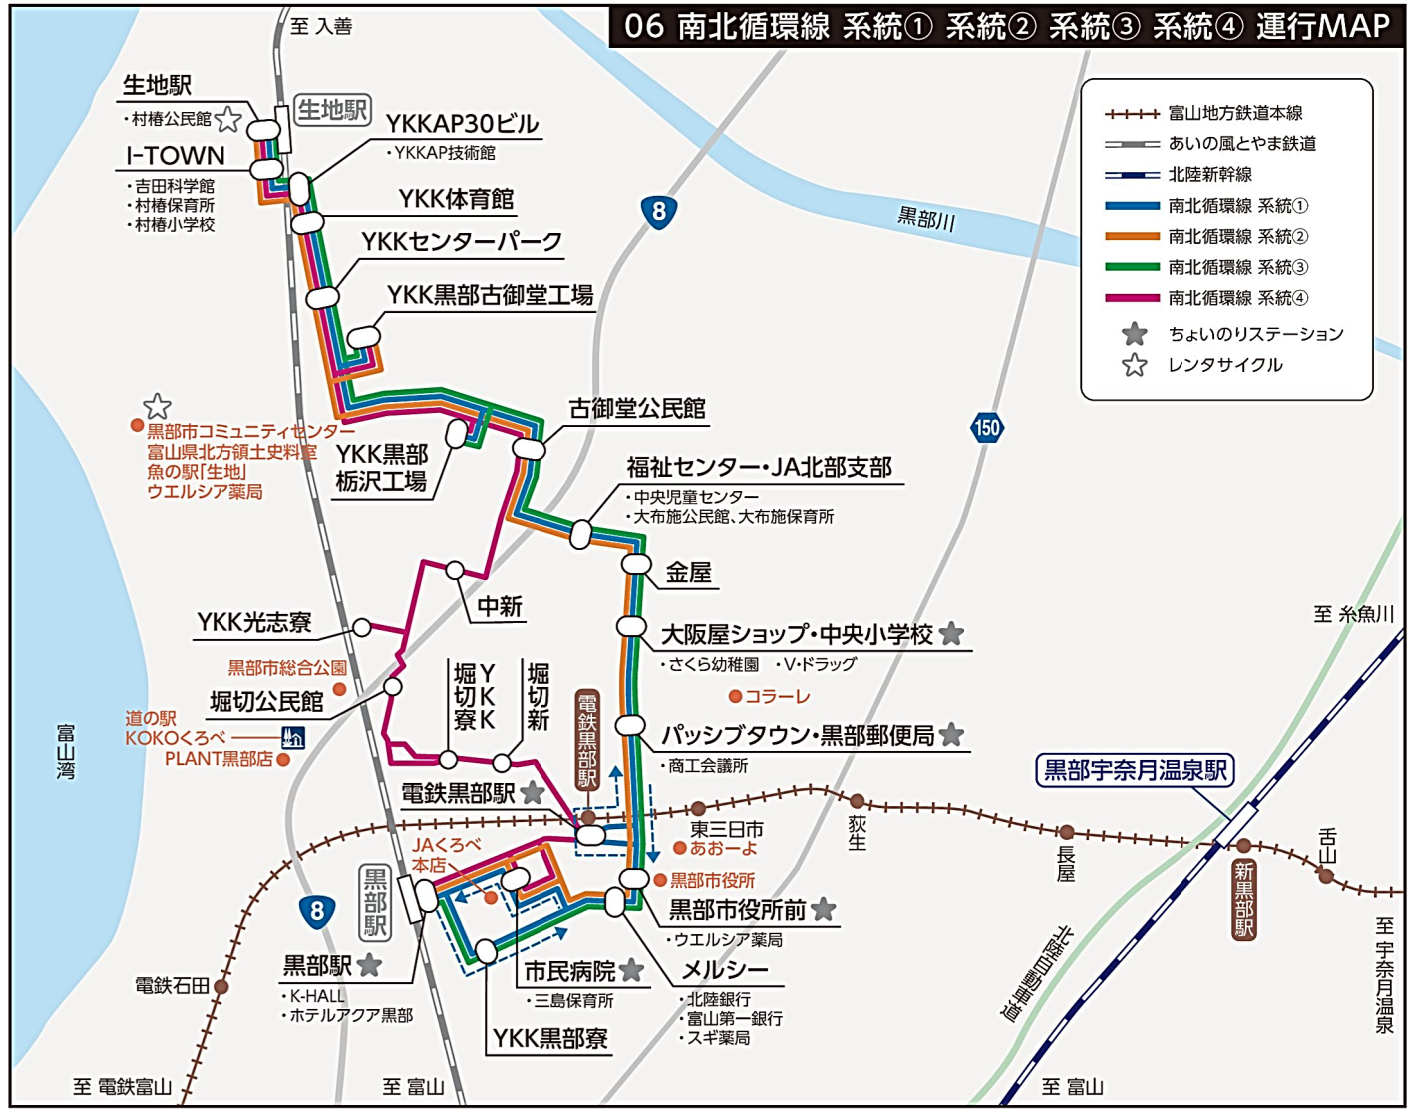 06 南北循環線 系統① 系統② 系統③ 系統④ 運行MAP
至 入善
生地駅
・村椿公民館
生地駅
I-TOWN
・吉田科学館
・村椿保育所
・村椿小学校
YKKAP30ビル
・YKKAP技術館
YKK体育館
YKKセンターパーク
YKK黒部古御堂工場
8
黒部川
富山地方鉄道本線
あいの風とやま鉄道
北陸新幹線
南北循環線 系統①
南北循環線 系統②
南北循環線 系統③
南北循環線 系統④
ちょいのりステーション
レンタサイクル
150
黒部市コミュニティセンター
富山県北方領土史料室
魚の駅「生地」
ウエルシア薬局
YKK黒部
栃沢工場
古御堂公民館
福祉センター・JA北部支部
・中央児童センター
・大布施公民館、大布施保育所
金屋
中新
YKK光志寮
大阪屋ショップ・中央小学校
・さくら幼稚園 ・V・ドラッグ
コラーレ
黒部市総合公園
堀切公民館
YKK
堀切寮
堀切新
電鉄黒部駅
道の駅
KOKOくろべ
PLANT黒部店
富山湾
パッシブタウン・黒部郵便局
・商工会議所
電鉄黒部駅
東三日市
あおーよ
荻生
長屋
舌山
新黒部駅
黒部宇奈月温泉駅
至 糸魚川
至 宇奈月温泉
北陸自動車道
JAくろべ
本店
黒部市役所
黒部市役所前
・ウエルシア薬局
黒部駅
8
黒部駅
・K-HALL
・ホテルアクア黒部
市民病院
・三島保育所
メルシー
・北陸銀行
・富山第一銀行
・スギ薬局
YKK黒部寮
電鉄石田
至 電鉄富山
至 富山
至 富山